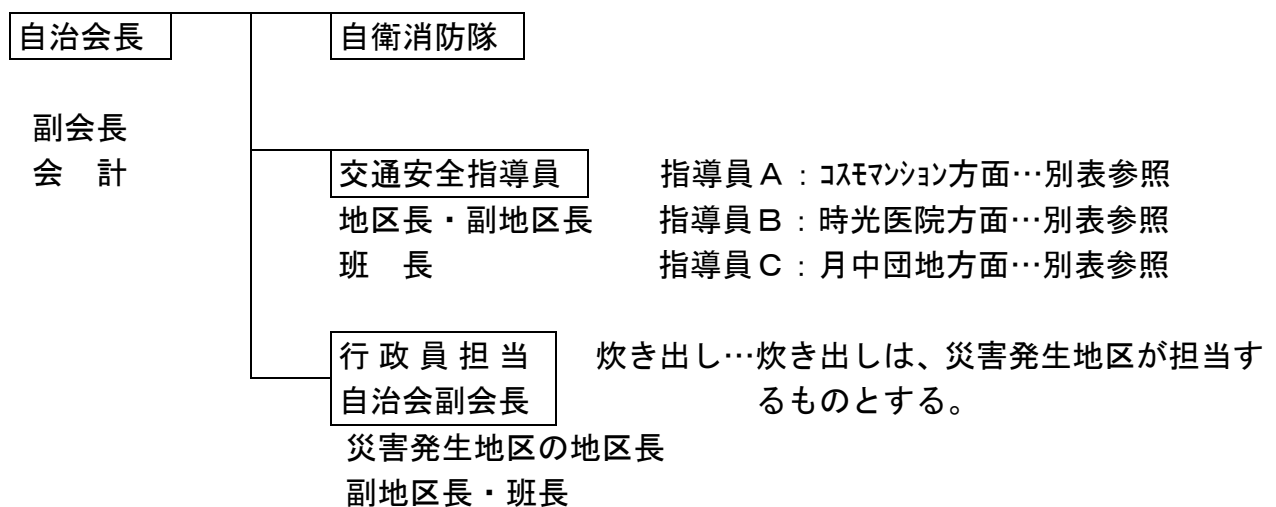 自治会長
自衛消防隊
副会長
会　計
交通安全指導員　指導員Ａ：ｺｽﾓﾏﾝｼｮﾝ方面…別表参照
地区長・副地区長　指導員Ｂ：時光医院方面…別表参照
班　長　指導員Ｃ：月中団地方面…別表参照
行 政 員 担 当　炊き出し…炊き出しは、災害発生地区が担当す
自治会副会長　るものとする。
災害発生地区の地区長
副地区長・班長